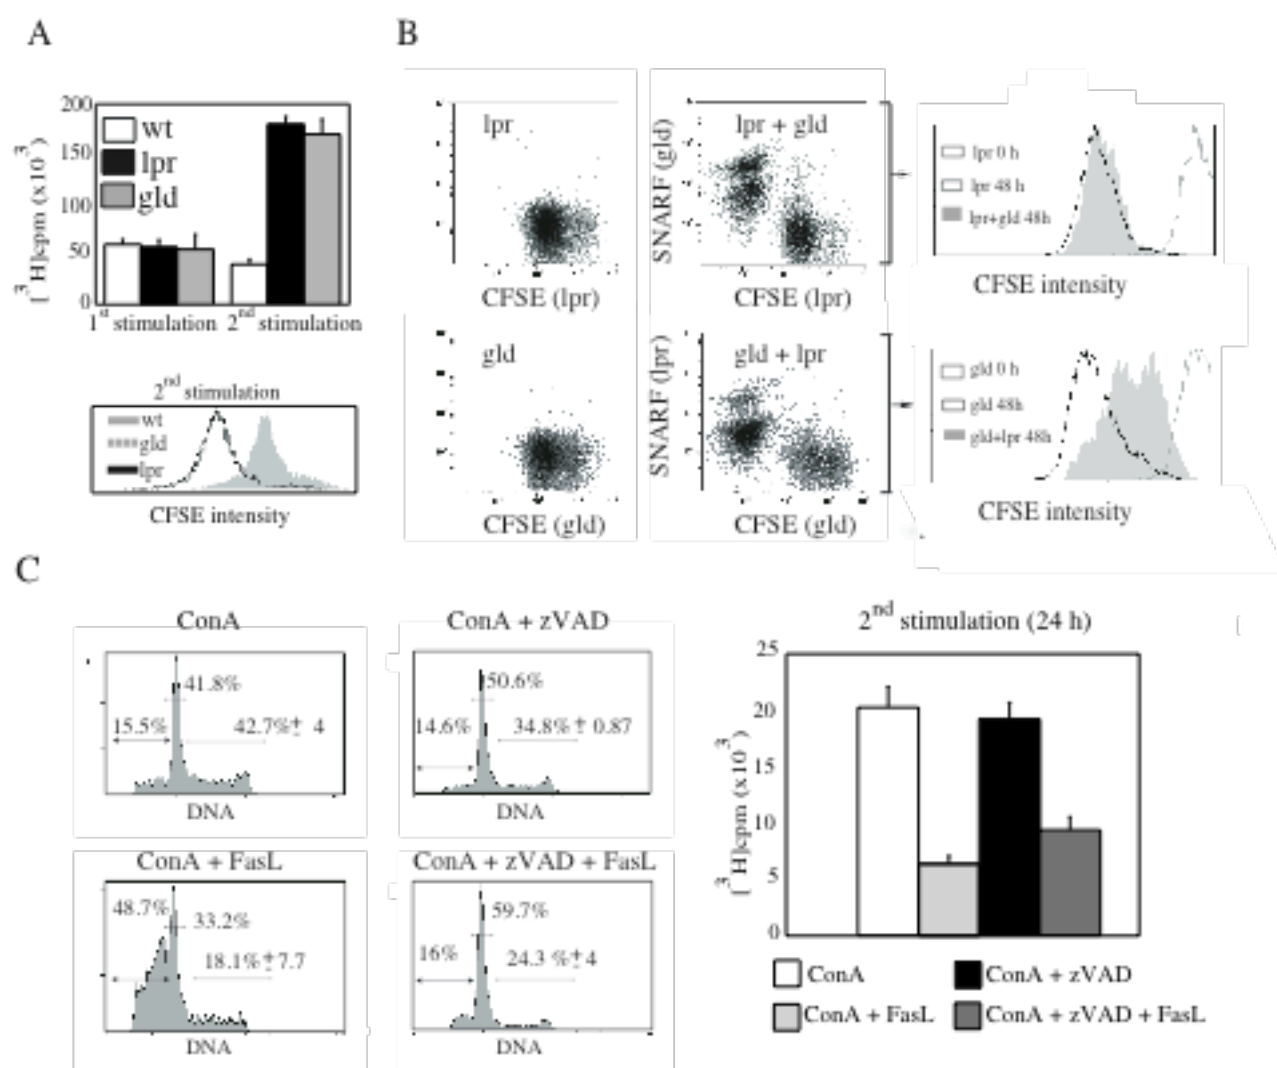 A
200
150
100
50
0
[³H]cpm (x10³)
wt
lpr
gld
1st stimulation 2nd stimulation
2nd stimulation
wt
gld
lpr
CFSE intensity
B
lpr
CFSE (lpr)
SNARF (gld)
lpr + gld
CFSE (lpr)
lpr 0 h
lpr 48 h
lpr+gld 48h
CFSE intensity
gld
CFSE (gld)
SNARF (lpr)
gld + lpr
CFSE (gld)
gld 0 h
gld 48h
gld+lpr 48h
CFSE intensity
C
ConA
41.8%
15.5%
42.7%± 4
DNA
ConA + zVAD
50.6%
14.6%
34.8% ± 0.87
DNA
ConA + FasL
48.7%
33.2%
18.1%±7.7
DNA
ConA + zVAD + FasL
59.7%
16%
24.3 %±4
DNA
2nd stimulation (24 h)
25
20
15
10
5
0
[³H]cpm (x10³)
ConA
ConA + zVAD
ConA + FasL
ConA + zVAD + FasL